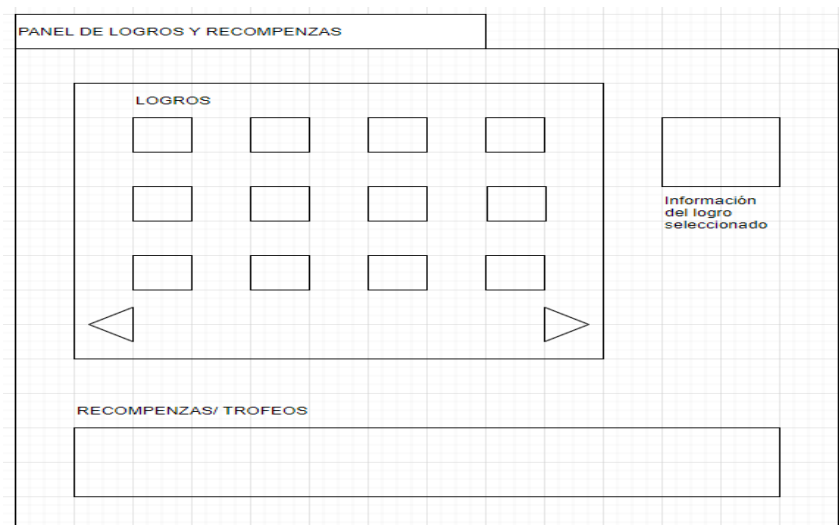 PANEL DE LOGROS Y RECOMPENZAS
LOGROS
Información
del logro
seleccionado
RECOMPENZAS/ TROFEOS